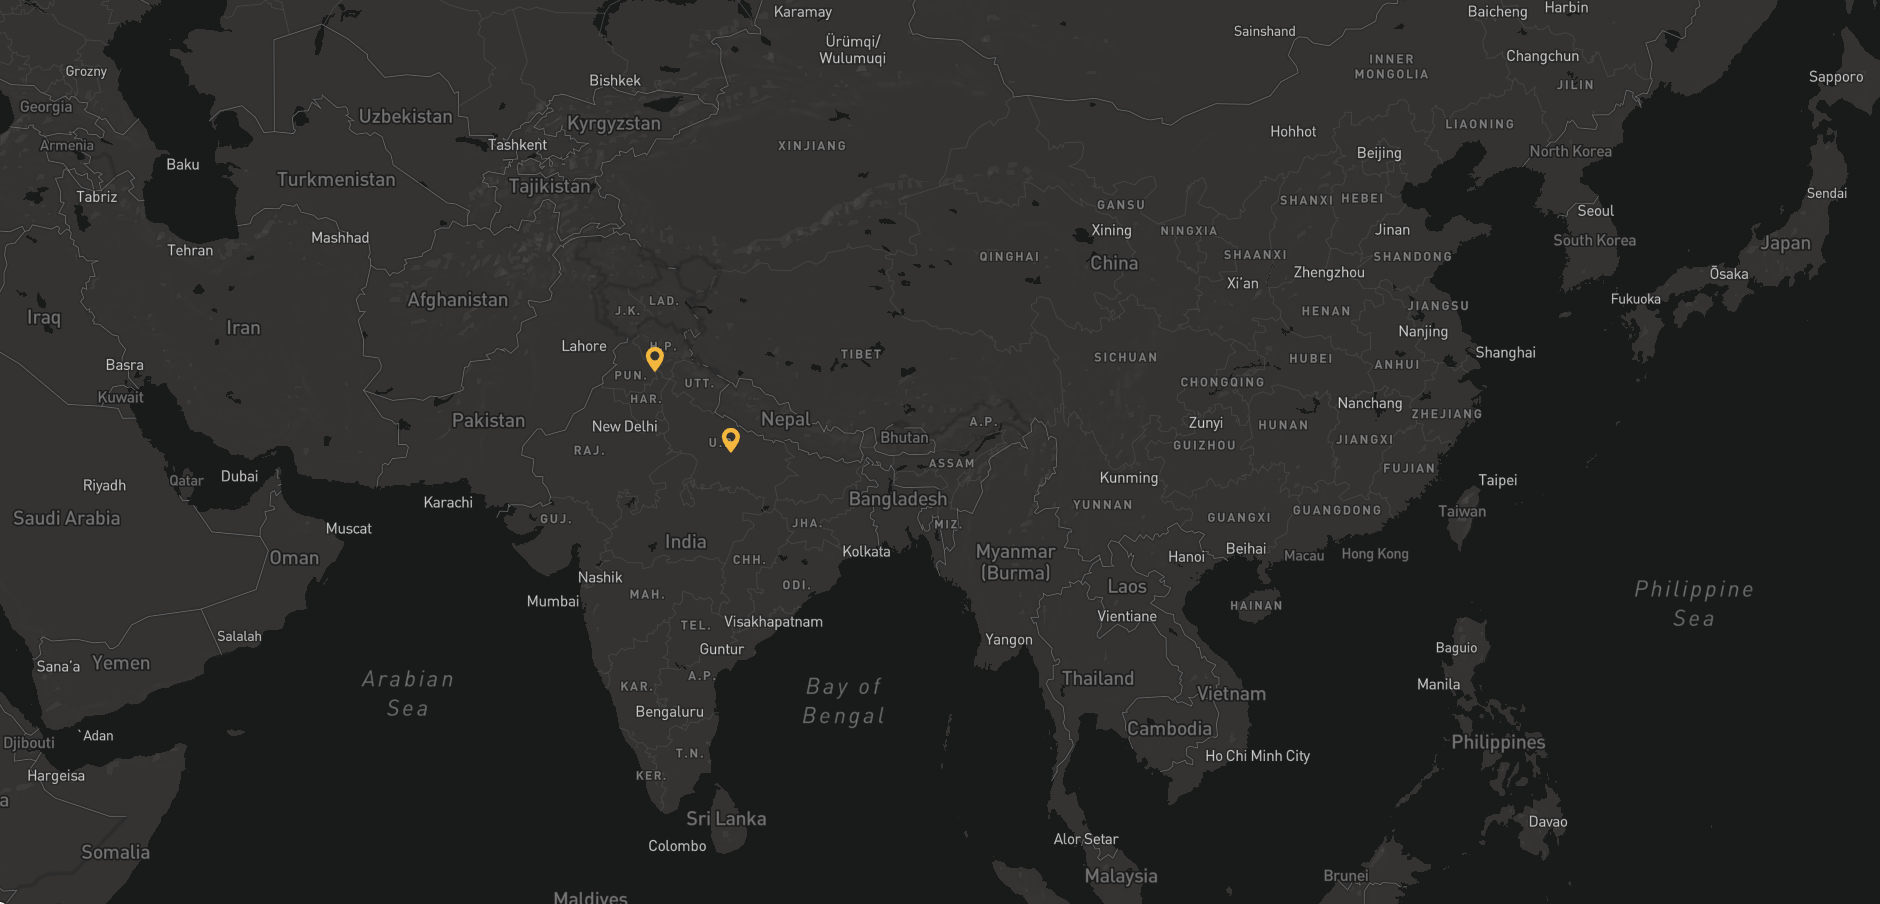 Karamay
Baicheng
Harbin
Sainshand
Ürümqi/
Wulumuqi
Changchun
INNER
MONGOLIA
Grozny
Bishkek
JILIN
Sapporo
Georgia
Uzbekistan
Kyrgyzstan
LIAONING
Hohhot
Armenia
Tashkent
XINJIANG
Beijing
North Korea
Baku
Turkmenistan
Tajikistan
Tabriz
SHANXI
HEBEI
Sendai
GANSU
Seoul
Mashhad
Xining
NINGXIA
Jinan
South Korea
Japan
Tehran
QINGHAI
China
SHAANXI
SHANDONG
Zhengzhou
Ōsaka
Xi'an
Afghanistan
LAD.
J.K.
Fukuoka
JIANGSU
HENAN
Iraq
Iran
Nanjing
Lahore
H.P.
TIBET
SICHUAN
HUBEI
Shanghai
Basra
ANHUI
PUN.
UTT.
CHONGQING
Kuwait
HAR.
Nanchang
ZHEJIANG
Pakistan
New Delhi
Nepal
A.P.
Zunyi
HUNAN
Bhutan
U.
GUIZHOU
JIANGXI
RAJ.
ASSAM
FUJIAN
Riyadh
Qatar
Dubai
Kunming
Taipei
Karachi
Bangladesh
YUNNAN
GUANGDONG
Taiwan
Saudi Arabia
GUJ.
JHA.
MIZ.
GUANGXI
Muscat
India
Kolkata
Myanmar
(Burma)
Hanoi
Beihai
Macau
Hong Kong
Oman
CHH.
Nashik
ODI.
Laos
Philippine
Sea
Mumbai
MAH.
HAINAN
Vientiane
TEL.
Visakhapatnam
Salalah
Yangon
Guntur
Baguio
Sana'a
Yemen
Arabian
Sea
KAR.
A.P.
Bay of
Bengal
Thailand
Vietnam
Manila
Bengaluru
Cambodia
Djibouti
`Adan
Philippines
T.N.
Ho Chi Minh City
Hargeisa
KER.
a
Sri Lanka
Davao
Somalia
Colombo
Alor Setar
Malaysia
Brunei
Maldives